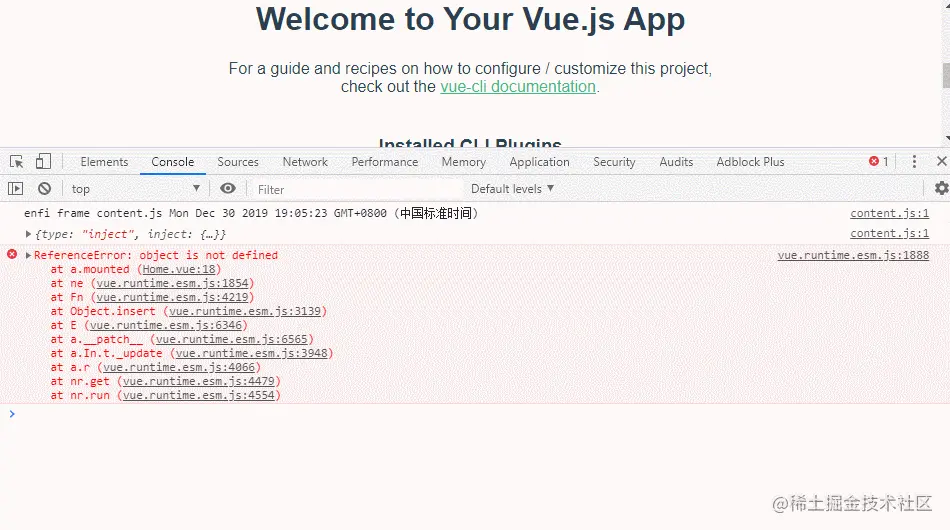 Welcome to Your Vue.js App
For a guide and recipes on how to configure / customize this project,
check out the vue-cli documentation.
Installed CLI Plugins
Elements Console Sources Network Performance Memory Application Security Audits Adblock Plus 1
top Filter Default levels
enfi frame content.js Mon Dec 30 2019 19:05:23 GMT+0800 (中国标准时间) content.js:1
{type: "inject", inject: {…}} content.js:1
ReferenceError: object is not defined vue.runtime.esm.js:1888
at a.mounted (Home.vue:18)
at ne (vue.runtime.esm.js:1854)
at Fn (vue.runtime.esm.js:4219)
at Object.insert (vue.runtime.esm.js:3139)
at E (vue.runtime.esm.js:6346)
at a.__patch__ (vue.runtime.esm.js:6565)
at a.In.t._update (vue.runtime.esm.js:3948)
at a.r (vue.runtime.esm.js:4066)
at nr.get (vue.runtime.esm.js:4479)
at nr.run (vue.runtime.esm.js:4554)
@稀土掘金技术社区